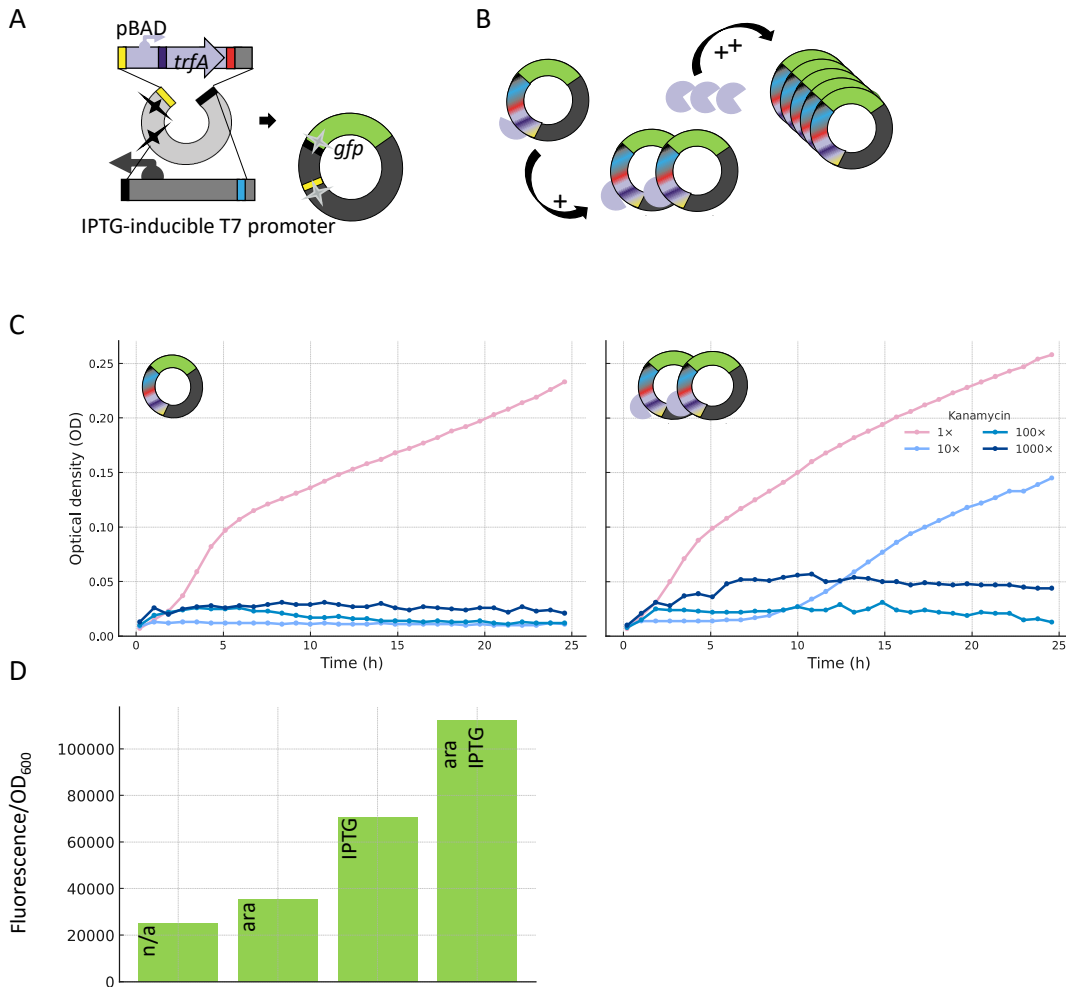 A
pBAD
trfA
gfp
IPTG-inducible T7 promoter
B
+
++
C
Optical density (OD)
0.25
0.20
0.15
0.10
0.05
0.00
0 5 10 15 20 25
Time (h)
Kanamycin
1× 100×
10× 1000×
0 5 10 15 20 25
Time (h)
D
Fluorescence/OD600
100000
80000
60000
40000
20000
0
n/a
ara
IPTG
ara
IPTG